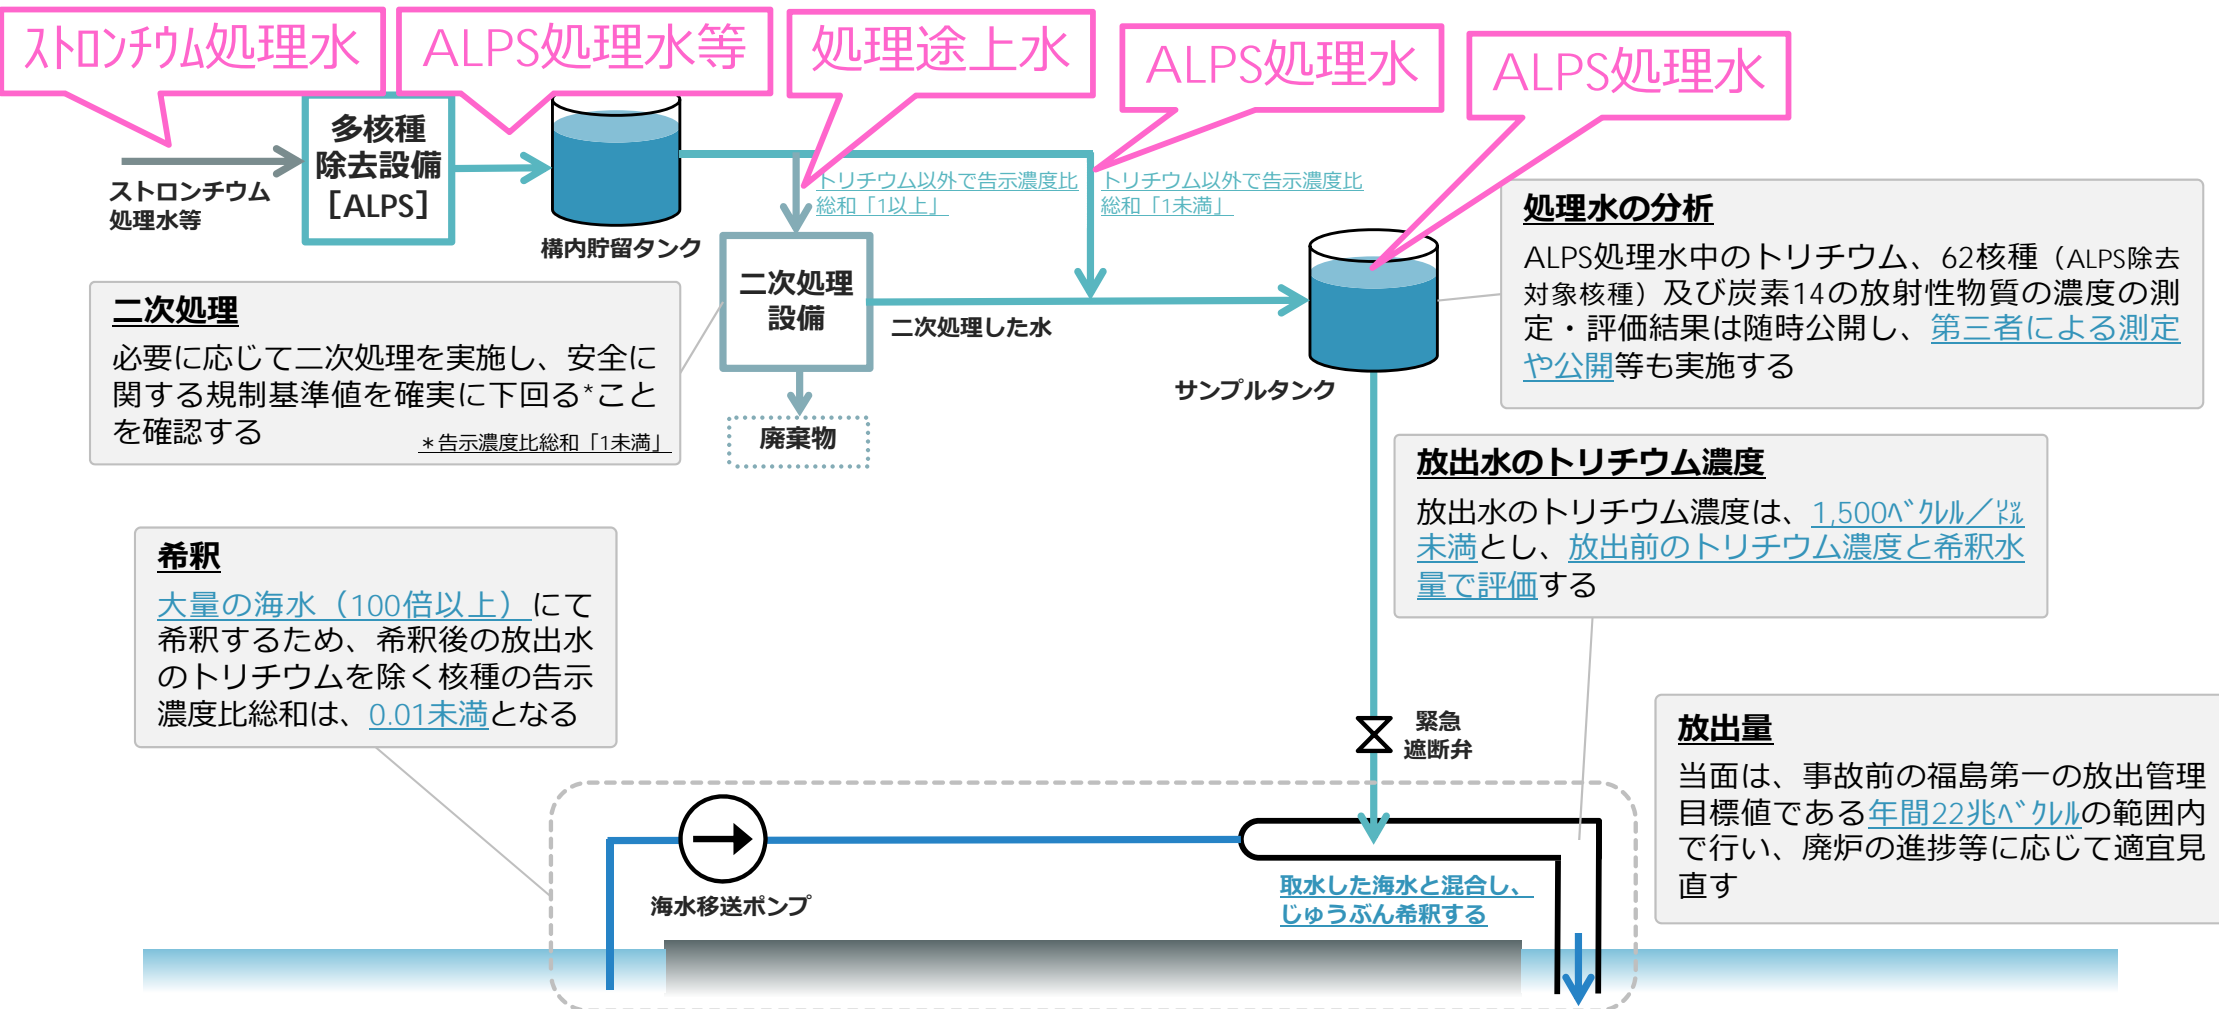 ストロンチウム処理水
ALPS処理水等
処理途上水
ALPS処理水
ALPS処理水
多核種
除去設備
［ALPS］
ストロンチウム
処理水等
構内貯留タンク
トリチウム以外で告示濃度比
総和「1以上」
トリチウム以外で告示濃度比
総和「1未満」
二次処理
設備
二次処理した水
廃棄物
サンプルタンク
処理水の分析
ALPS処理水中のトリチウム、62核種（ALPS除去
対象核種）及び炭素14の放射性物質の濃度の測
定・評価結果は随時公開し、第三者による測定
や公開等も実施する
二次処理
必要に応じて二次処理を実施し、安全に
関する規制基準値を確実に下回る*こと
を確認する
＊告示濃度比総和「1未満」
放出水のトリチウム濃度
放出水のトリチウム濃度は、1,500ﾍﾞｸﾚﾙ／㍑
未満とし、放出前のトリチウム濃度と希釈水
量で評価する
希釈
大量の海水（100倍以上）にて
希釈するため、希釈後の放出水
のトリチウムを除く核種の告示
濃度比総和は、0.01未満となる
緊急
遮断弁
放出量
当面は、事故前の福島第一の放出管理
目標値である年間22兆ﾍﾞｸﾚﾙの範囲内
で行い、廃炉の進捗等に応じて適宜見
直す
海水移送ポンプ
取水した海水と混合し、
じゅうぶん希釈する